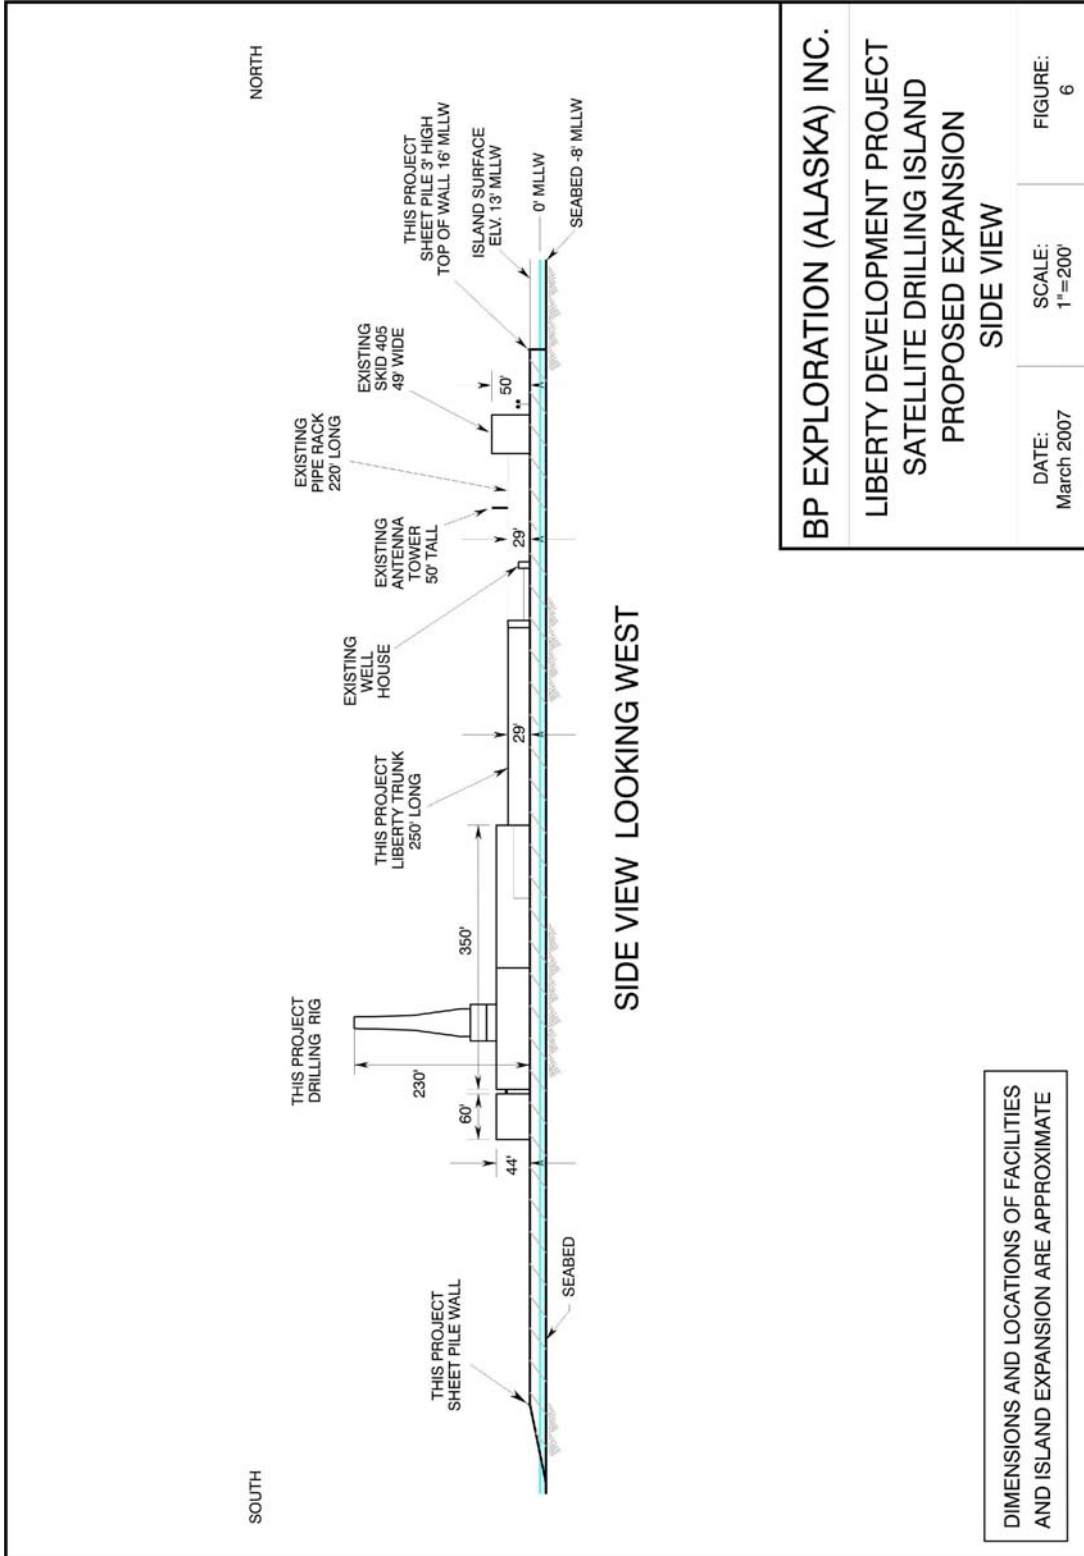 SOUTH
NORTH
THIS PROJECT
DRILLING RIG
EXISTING
PIPE RACK
220' LONG
EXISTING
SKID 405
49' WIDE
THIS PROJECT
SHEET PILE 3' HIGH
TOP OF WALL 16' MLLW
EXISTING
WELL
HOUSE
EXISTING
ANTENNA
TOWER
50' TALL
THIS PROJECT
LIBERTY TRUNK
250' LONG
THIS PROJECT
SHEET PILE WALL
ISLAND SURFACE
ELV. 13' MLLW
230'
60'
350'
44'
29'
29'
50'
0' MLLW
SEABED -8' MLLW
SEABED
SIDE VIEW LOOKING WEST
DIMENSIONS AND LOCATIONS OF FACILITIES
AND ISLAND EXPANSION ARE APPROXIMATE
BP EXPLORATION (ALASKA) INC.
LIBERTY DEVELOPMENT PROJECT
SATELLITE DRILLING ISLAND
PROPOSED EXPANSION
SIDE VIEW
DATE:
March 2007
SCALE:
1"=200'
FIGURE:
6